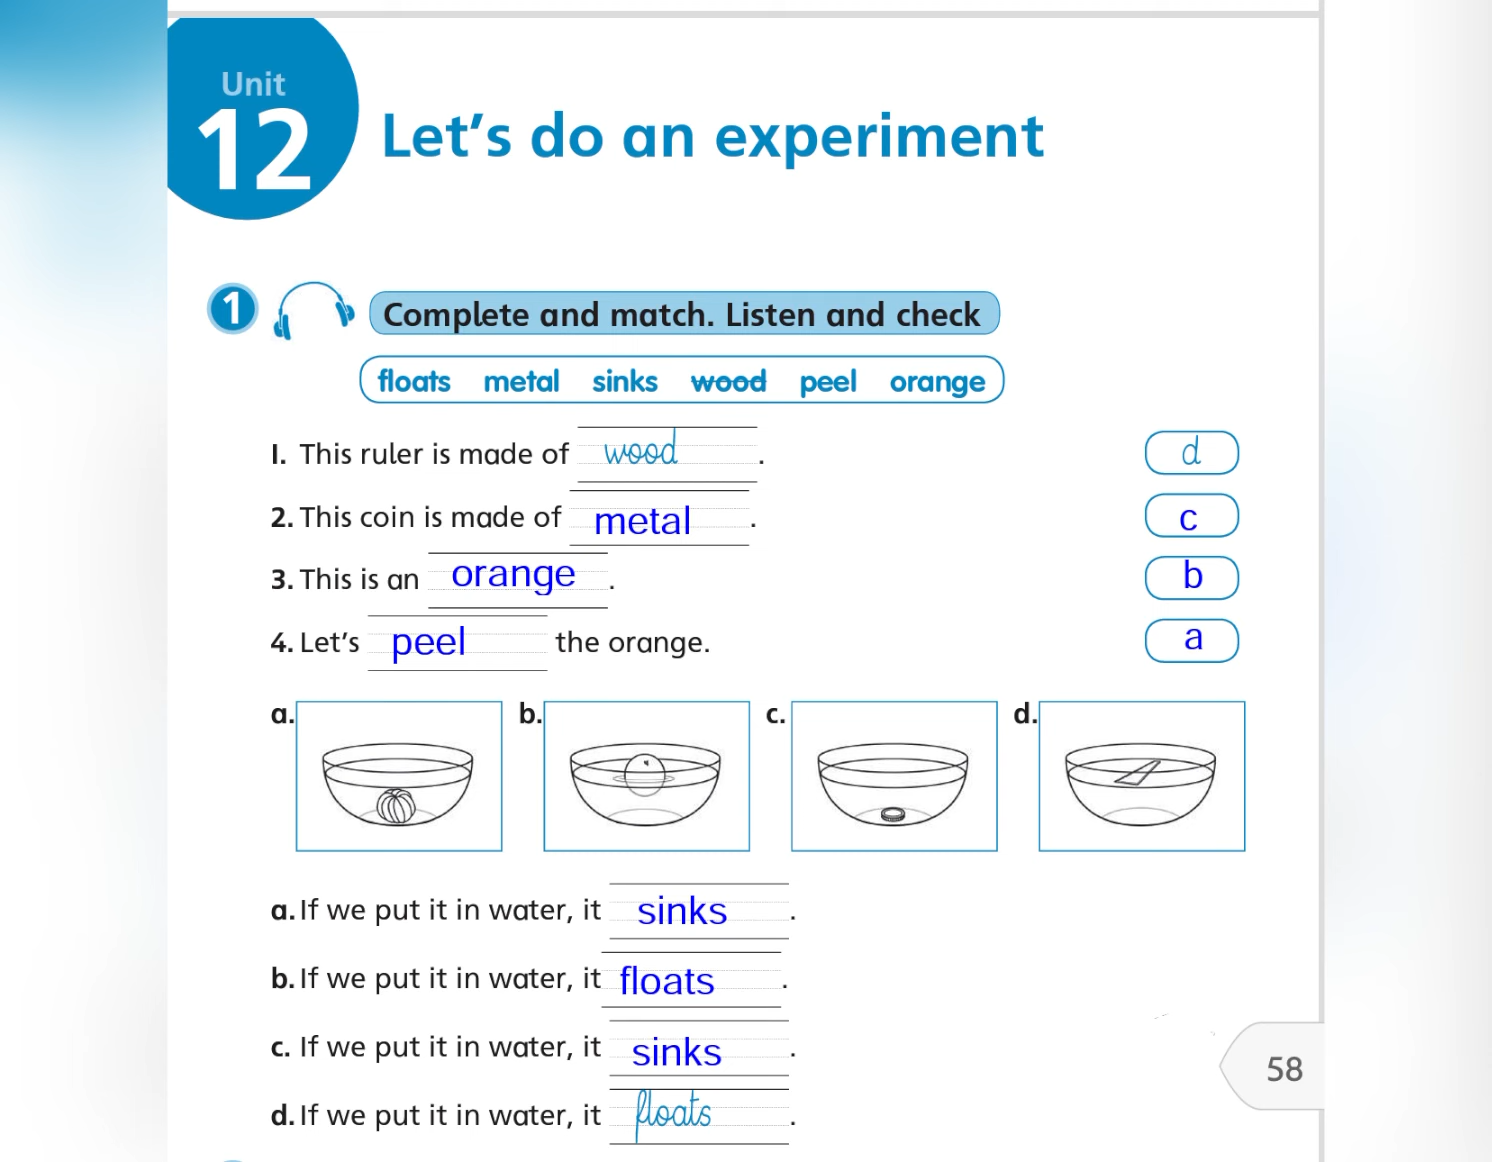 Unit
12
Let's do an experiment
1 Complete and match. Listen and check
floats metal sinks wood peel orange
1. This ruler is made of wood. d
2. This coin is made of metal. c
3. This is an orange. b
4. Let's peel the orange. a
a. b. c. d.
a. If we put it in water, it sinks.
b. If we put it in water, it floats.
c. If we put it in water, it sinks.
d. If we put it in water, it floats.
58